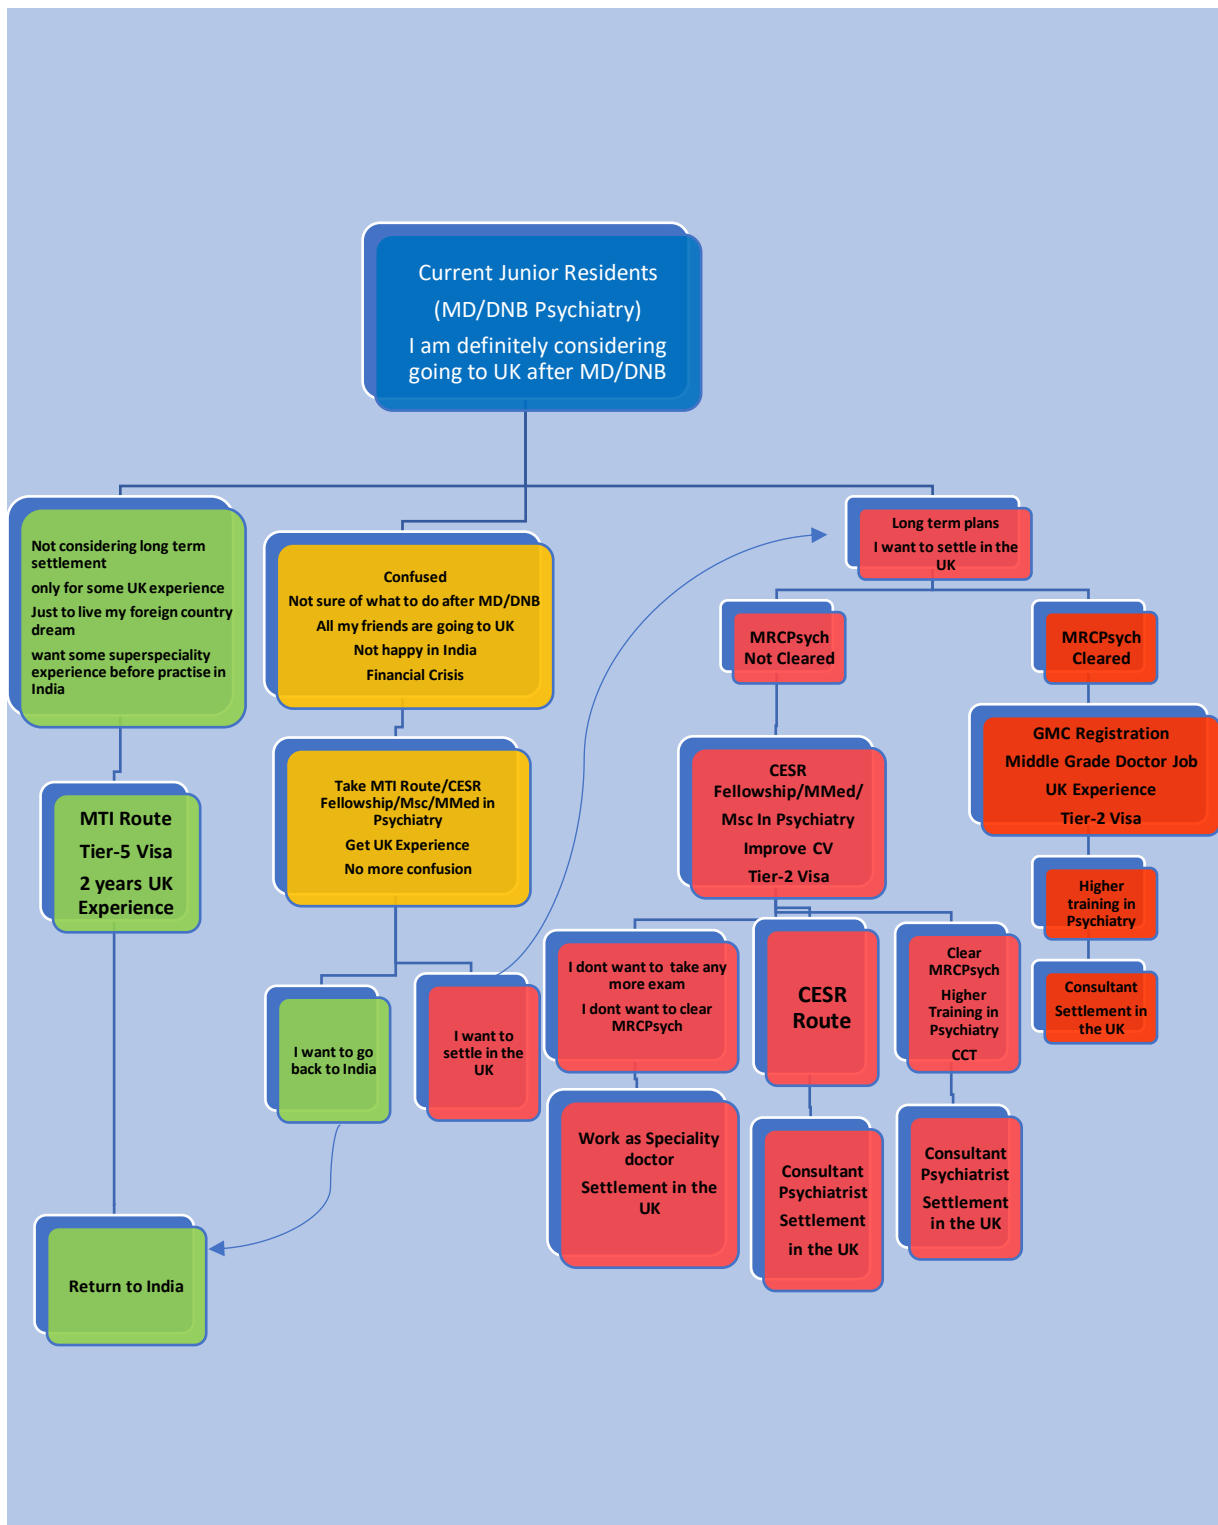 Current Junior Residents
(MD/DNB Psychiatry)
I am definitely considering
going to UK after MD/DNB
Not considering long term
settlement
only for some UK experience
Just to live my foreign country
dream
want some superspeciality
experience before practise in
India
MTI Route
Tier-5 Visa
2 years UK
Experience
Return to India
Confused
Not sure of what to do after MD/DNB
All my friends are going to UK
Not happy in India
Financial Crisis
Take MTI Route/CESR
Fellowship/Msc/MMed in
Psychiatry
Get UK Experience
No more confusion
I want to go
back to India
I want to
settle in the
UK
Long term plans
I want to settle in the
UK
MRCPsych
Not Cleared
CESR
Fellowship/MMed/
Msc In Psychiatry
Improve CV
Tier-2 Visa
I dont want to take any
more exam
I dont want to clear
MRCPsych
Work as Speciality
doctor
Settlement in the
UK
CESR
Route
Consultant
Psychiatrist
Settlement
in the UK
Clear
MRCPsych
Higher
Training in
Psychiatry
CCT
Consultant
Psychiatrist
Settlement
in the UK
MRCPsych
Cleared
GMC Registration
Middle Grade Doctor Job
UK Experience
Tier-2 Visa
Higher
training in
Psychiatry
Consultant
Settlement in
the UK